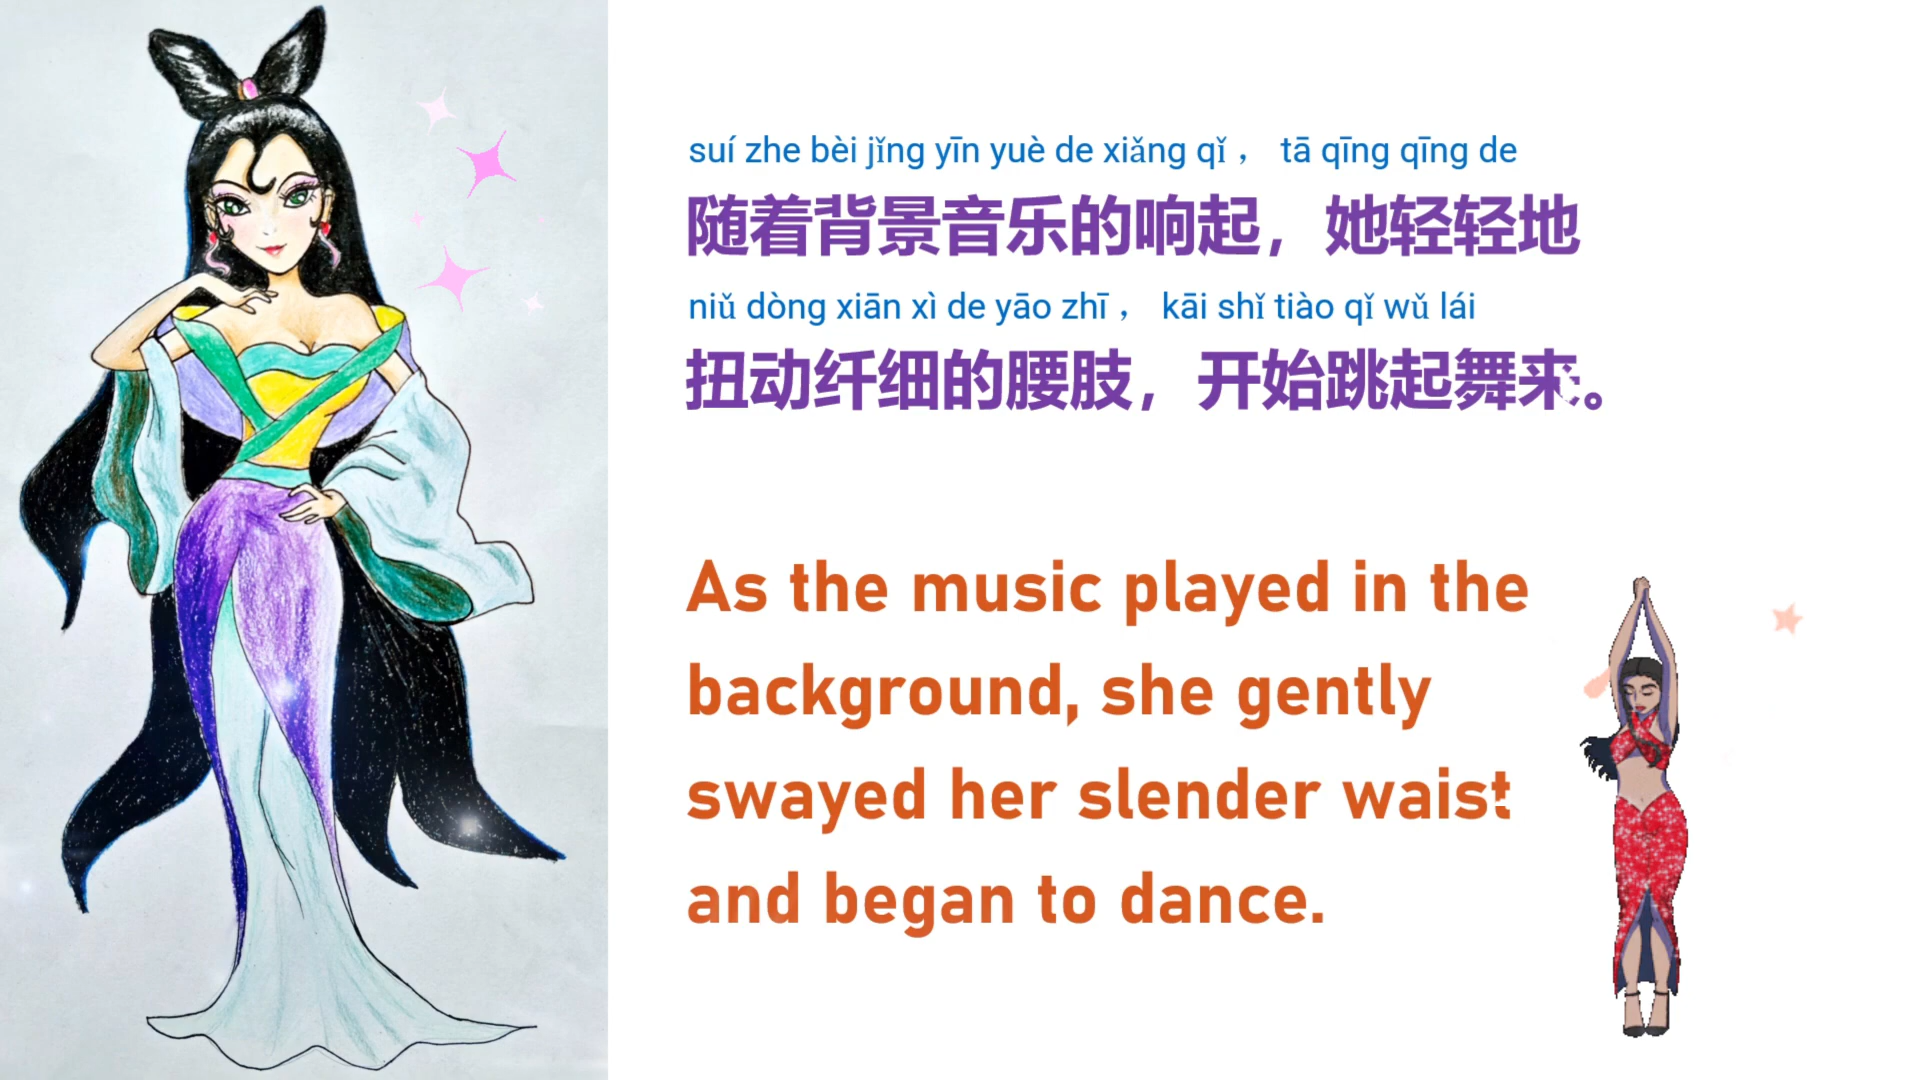 suí zhe bèi jǐng yīn yuè de xiǎng qǐ， tā qīng qīng de
随着背景音乐的响起，她轻轻地
niǔ dòng xiān xì de yāo zhī， kāi shǐ tiào qǐ wǔ lái
扭动纤细的腰肢，开始跳起舞来。
As the music played in the
background, she gently
swayed her slender waist
and began to dance.